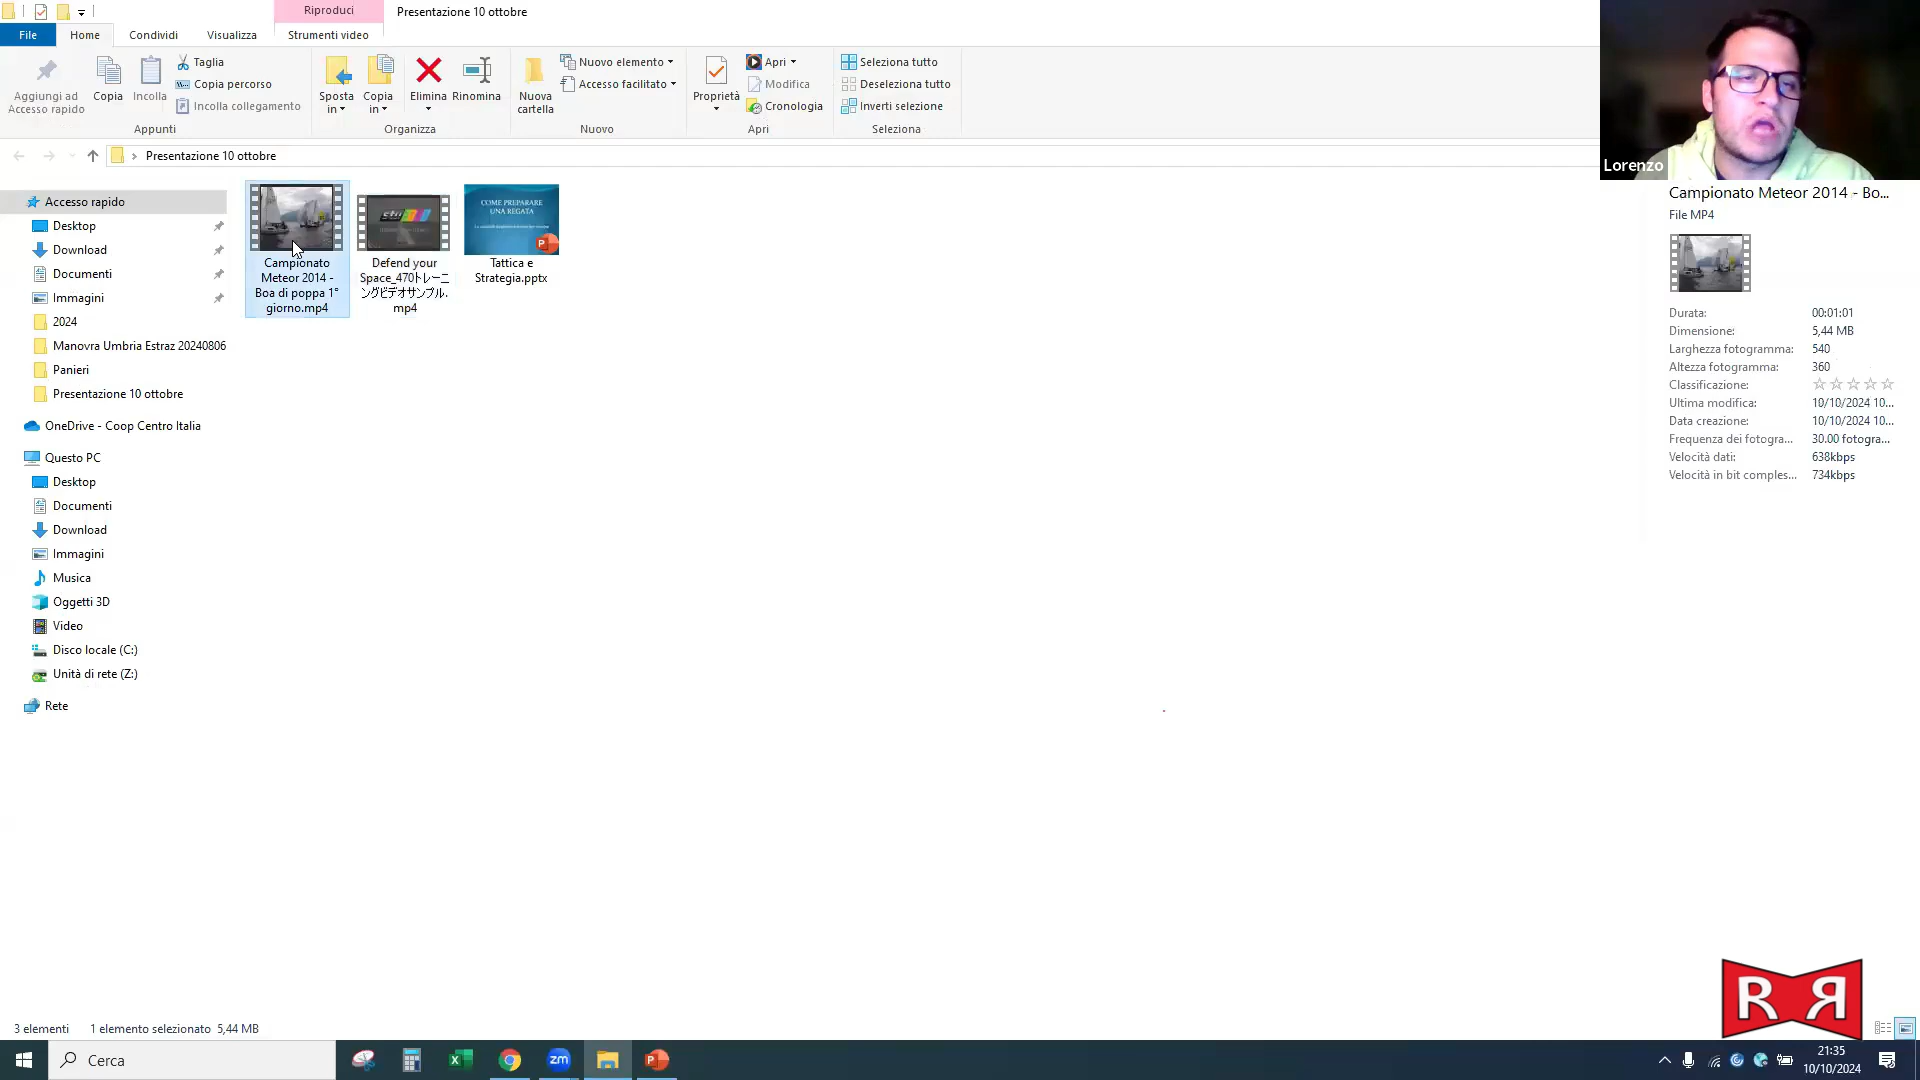 Riproduci
Presentazione 10 ottobre
File
Home
Condividi
Visualizza
Strumenti video
Aggiungi ad
Accesso rapido
Copia
Incolla
Taglia
Copia percorso
Incolla collegamento
Appunti
Sposta
in
Copia
in
Elimina
Rinomina
Organizza
Nuova
cartella
Nuovo elemento
Accesso facilitato
Nuovo
Proprietà
Apri
Modifica
Cronologia
Apri
Seleziona tutto
Deseleziona tutto
Inverti selezione
Seleziona
Lorenzo
Presentazione 10 ottobre
Accesso rapido
Desktop
Download
Documenti
Immagini
2024
Manovra Umbria Estraz 20240806
Panieri
Presentazione 10 ottobre
OneDrive - Coop Centro Italia
Questo PC
Desktop
Documenti
Download
Immagini
Musica
Oggetti 3D
Video
Disco locale (C:)
Unità di rete (Z:)
Rete
Campionato
Meteor 2014 -
Boa di poppa 1°
giorno.mp4
Defend your
Space_470トレーニ
ングビデオサンプル.
mp4
COME PREPARARE
UNA REGATA
Tattica e
Strategia.pptx
Campionato Meteor 2014 - Bo...
File MP4
Durata: 00:01:01
Dimensione: 5,44 MB
Larghezza fotogramma: 540
Altezza fotogramma: 360
Classificazione:
Ultima modifica: 10/10/2024 10...
Data creazione: 10/10/2024 10...
Frequenza dei fotogra... 30.00 fotogra...
Velocità dati: 638kbps
Velocità in bit comples... 734kbps
3 elementi
1 elemento selezionato 5,44 MB
R R
Cerca
zm
21:35
10/10/2024